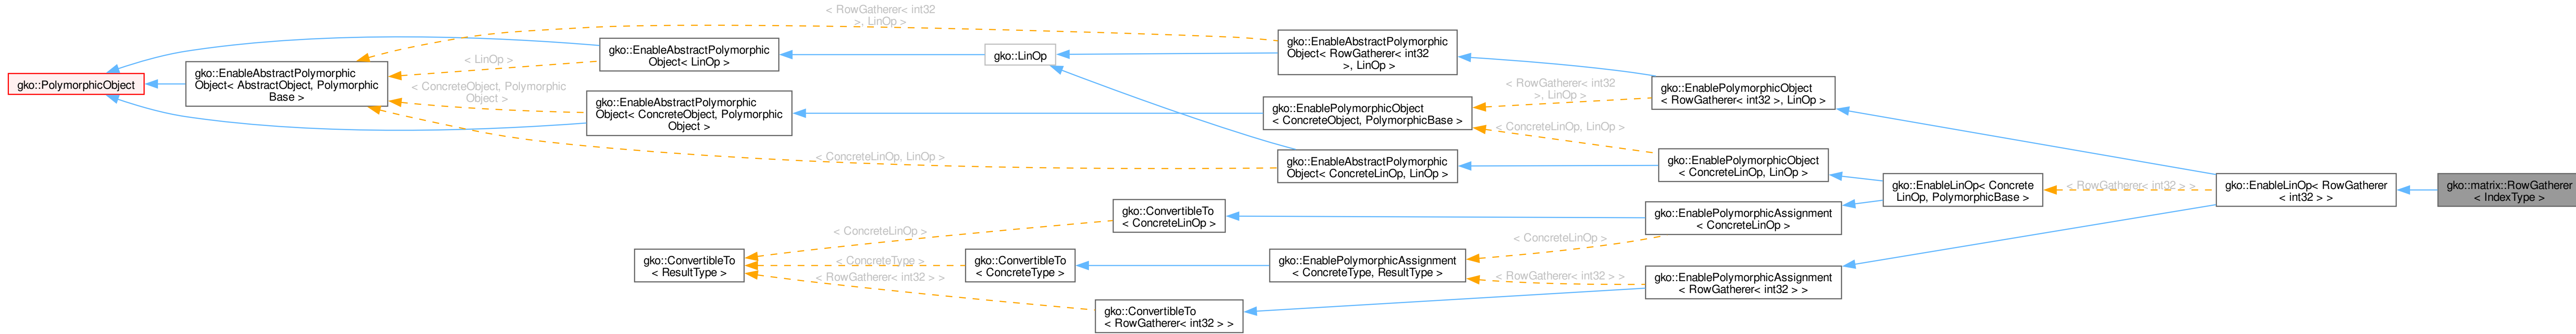 gko::PolymorphicObject
gko::EnableAbstractPolymorphic
Object< AbstractObject, Polymorphic
Base >
gko::EnableAbstractPolymorphic
Object< LinOp >
gko::EnableAbstractPolymorphic
Object< ConcreteObject, Polymorphic
Object >
< LinOp >
< ConcreteObject, Polymorphic
Object >
< RowGatherer< int32
>, LinOp >
< ConcreteLinOp, LinOp >
gko::LinOp
gko::EnableAbstractPolymorphic
Object< RowGatherer< int32
>, LinOp >
gko::EnablePolymorphicObject
< ConcreteObject, PolymorphicBase >
gko::EnableAbstractPolymorphic
Object< ConcreteLinOp, LinOp >
< RowGatherer< int32
>, LinOp >
< ConcreteLinOp, LinOp >
gko::EnablePolymorphicObject
< RowGatherer< int32 >, LinOp >
gko::EnablePolymorphicObject
< ConcreteLinOp, LinOp >
gko::EnableLinOp< Concrete
LinOp, PolymorphicBase >
< RowGatherer< int32 > >
gko::EnableLinOp< RowGatherer
< int32 > >
gko::matrix::RowGatherer
< IndexType >
gko::ConvertibleTo
< ResultType >
< ConcreteLinOp >
< ConcreteType >
< RowGatherer< int32 > >
gko::ConvertibleTo
< ConcreteLinOp >
gko::ConvertibleTo
< ConcreteType >
gko::ConvertibleTo
< RowGatherer< int32 > >
gko::EnablePolymorphicAssignment
< ConcreteType, ResultType >
< ConcreteLinOp >
< RowGatherer< int32 > >
gko::EnablePolymorphicAssignment
< ConcreteLinOp >
gko::EnablePolymorphicAssignment
< RowGatherer< int32 > >